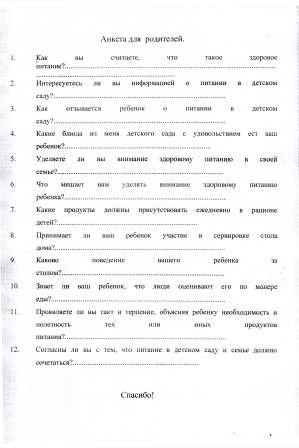 Анкета для родителей.
1. Как вы считаете, что такое здоровое
питание?
2. Интересуетесь ли вы информацией о питании в детском
саду?
3. Как отзывается ребенок о питании в детском
саду?
4. Какие блюда из меня детского сада с удовольствием ест ваш
ребенок?
5. Уделяете ли вы внимание здоровому питанию в своей
семье?
6. Что мешает вам уделять внимание здоровому питанию
ребенка?
7. Какие продукты должны присутствовать ежедневно в рационе
детей?
8. Принимает ли ваш ребенок участие в сервировке стола
дома?
9. Каково поведение вашего ребенка за
столом?
10. Знает ли ваш ребенок, что люди оценивают его по манере
еды?
11. Проявляете ли вы такт и терпение, объясняя ребенку необходимость и
полезность тех или иных продуктов
питания?
12. Согласны ли вы с тем, что питание в детском саду и семье должно
сочетаться?
Спасибо!